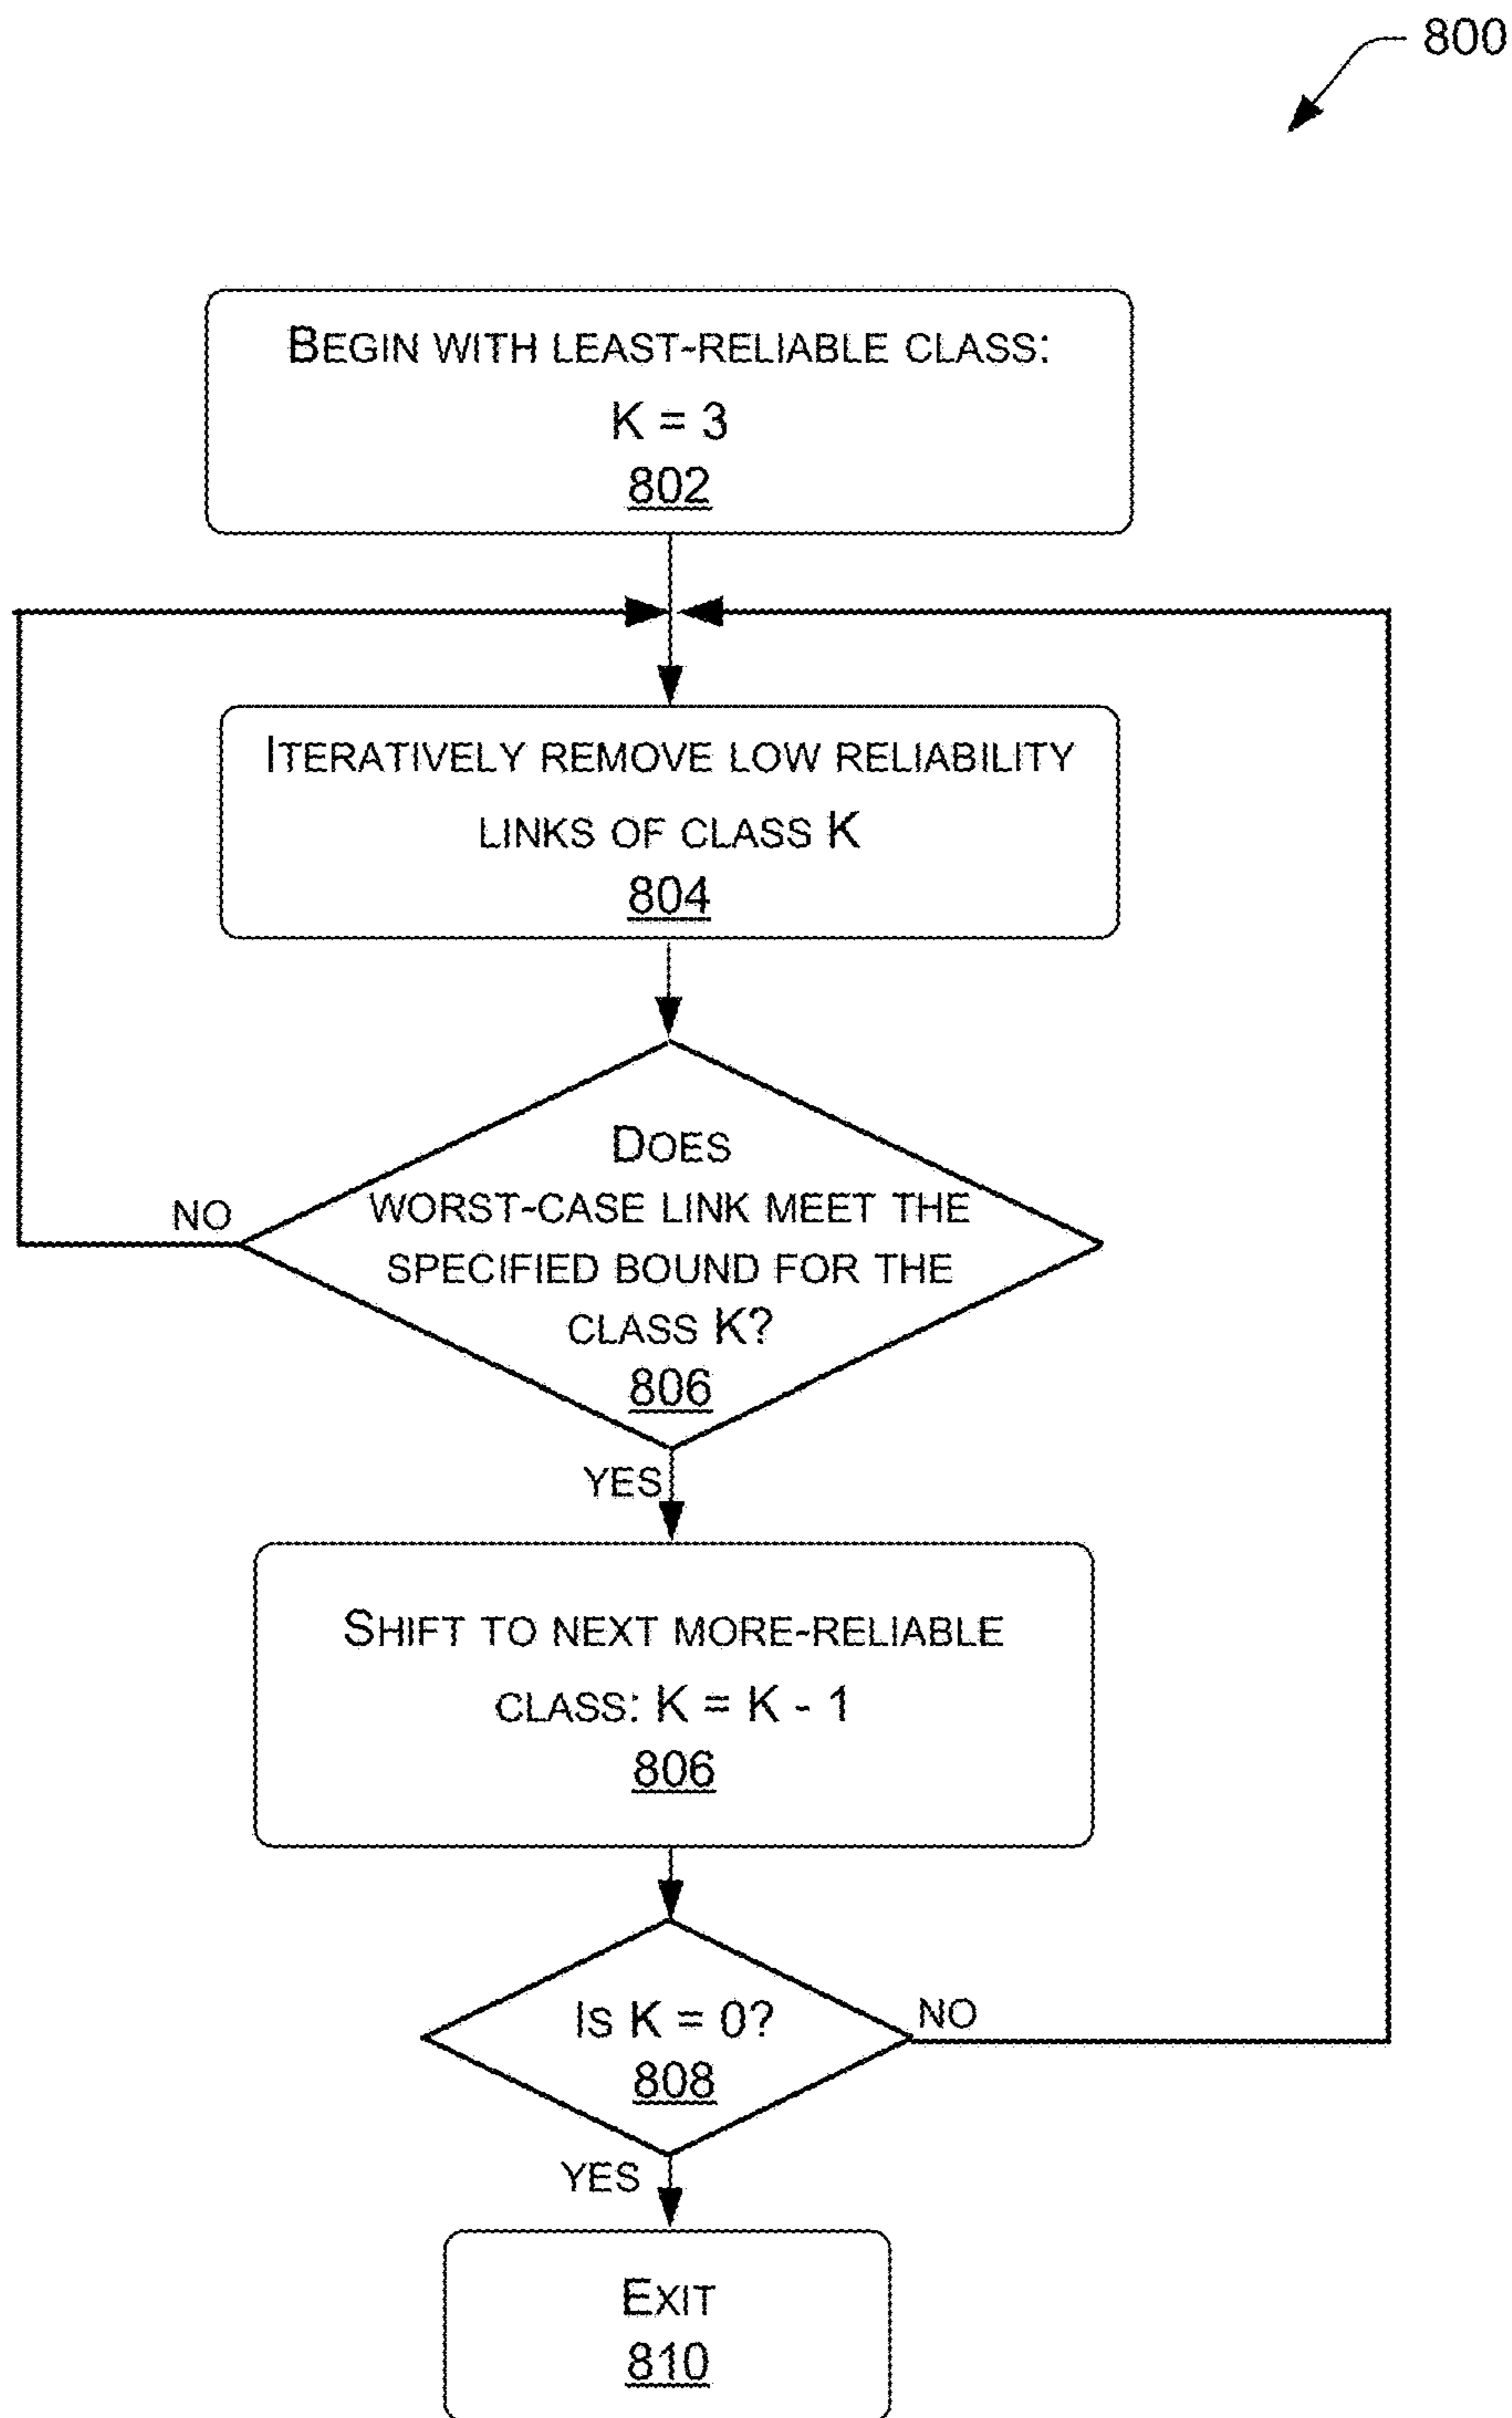 800
BEGIN WITH LEAST-RELIABLE CLASS:
K = 3
802
ITERATIVELY REMOVE LOW RELIABILITY
LINKS OF CLASS K
804
DOES
WORST-CASE LINK MEET THE
SPECIFIED BOUND FOR THE
CLASS K?
806
NO
YES
SHIFT TO NEXT MORE-RELIABLE
CLASS: K = K - 1
806
IS K = 0?
808
NO
YES
EXIT
810